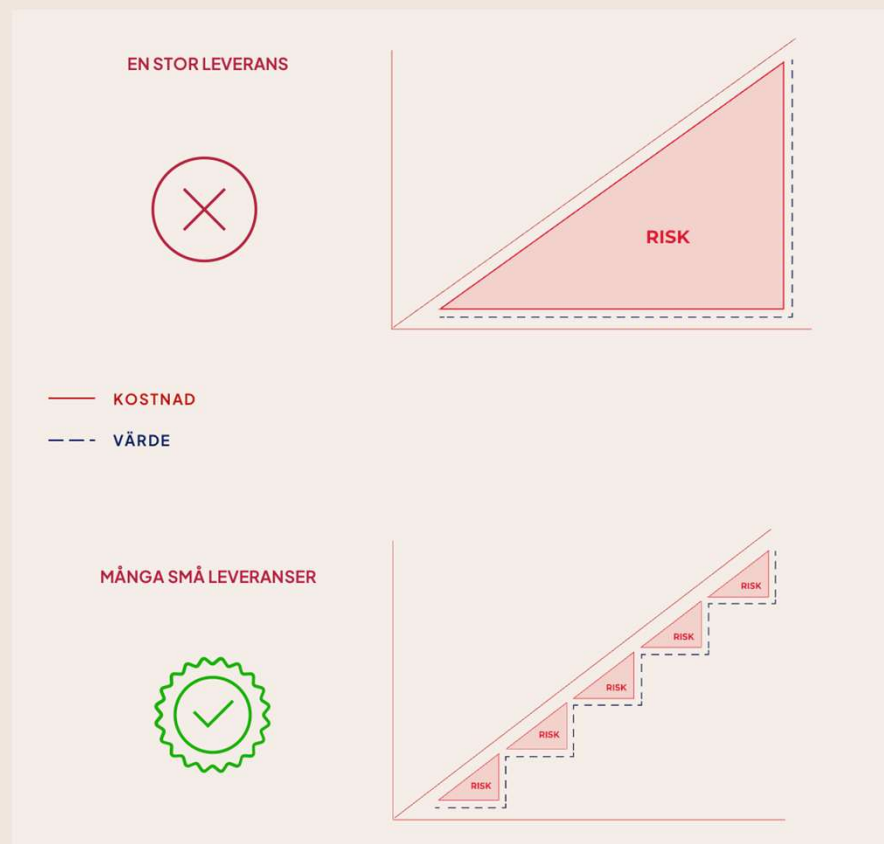 EN STOR LEVERANS
RISK
KOSTNAD
VÄRDE
MÅNGA SMÅ LEVERANSER
RISK
RISK
RISK
RISK
RISK